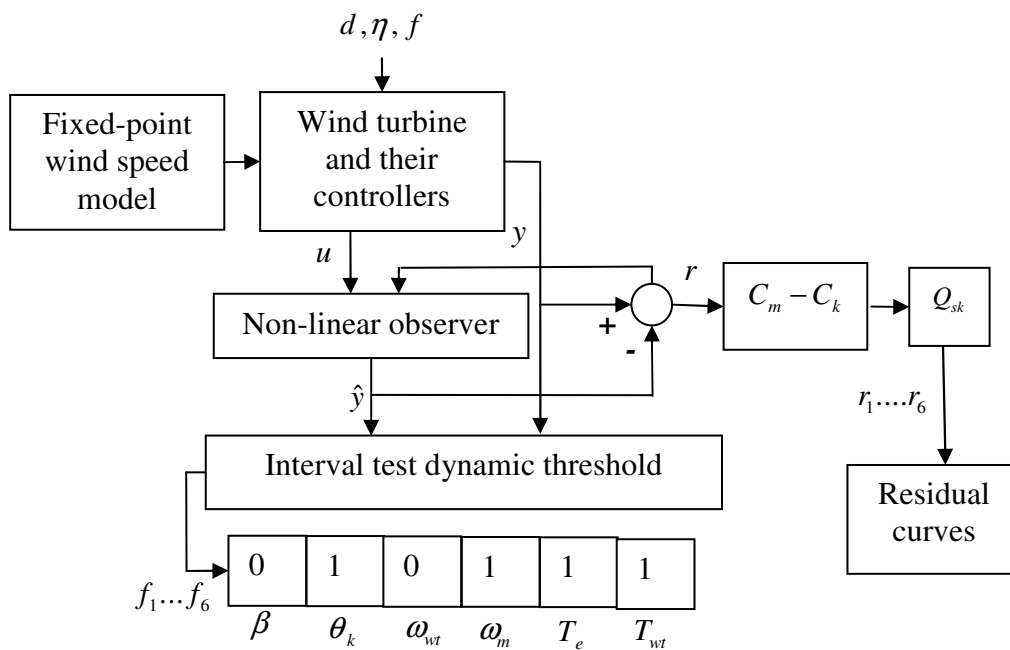 d , η , f
Fixed-point
wind speed
model
Wind turbine
and their
controllers
u
y
r
Non-linear observer
+
-
C_m − C_k
Q_sk
ŷ
r_1....r_6
Interval test dynamic threshold
Residual
curves
f_1...f_6
0 1 0 1 1 1
β θ_k ω_wt ω_m T_e T_wt